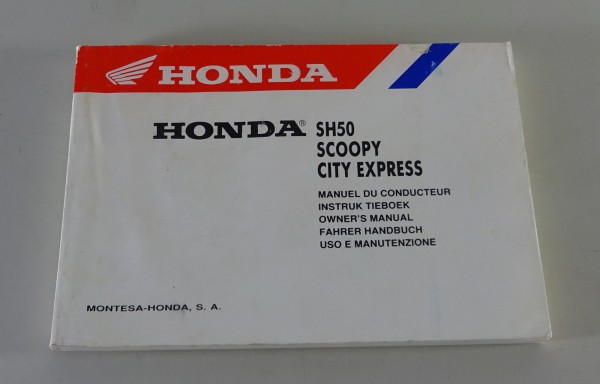 HONDA
HONDA® SH50
SCOOPY
CITY EXPRESS
MANUEL DU CONDUCTEUR
INSTRUK TIEBOEK
OWNER'S MANUAL
FAHRER HANDBUCH
USO E MANUTENZIONE
MONTESA-HONDA, S. A.